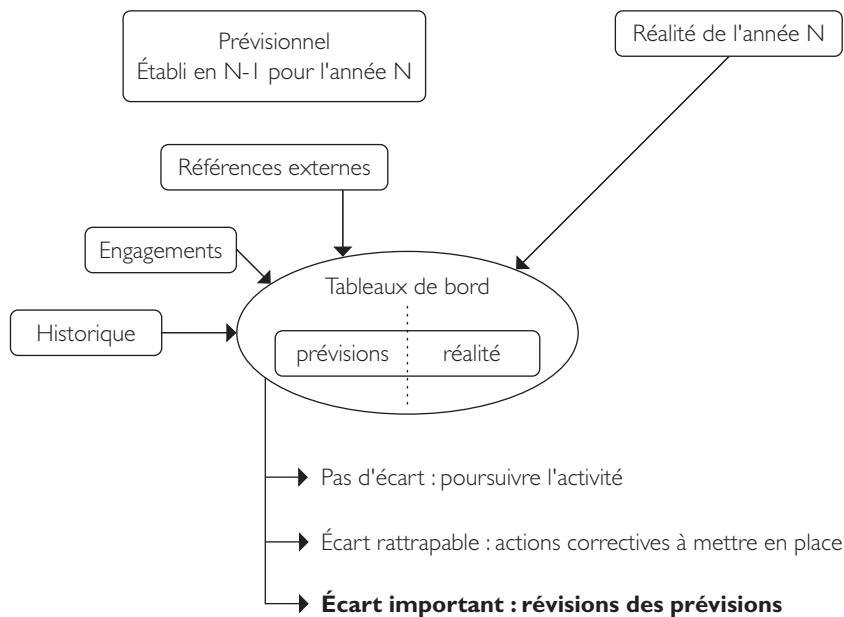 Prévisionnel
Établi en N-1 pour l'année N
Réalité de l'année N
Références externes
Engagements
Historique
Tableaux de bord
prévisions réalité
Pas d'écart : poursuivre l'activité
Écart rattrapable : actions correctives à mettre en place
Écart important : révisions des prévisions